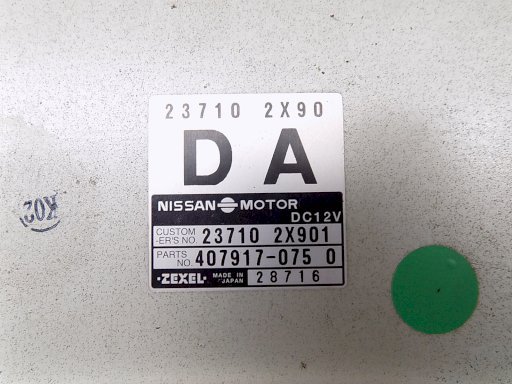 23710 2X90
D A
NISSAN MOTOR
DC12V
CUSTOM -ER'S NO. 23710 2X901
PARTS NO. 407917-075 0
·ZEXEL· MADE IN JAPAN 28716
K02